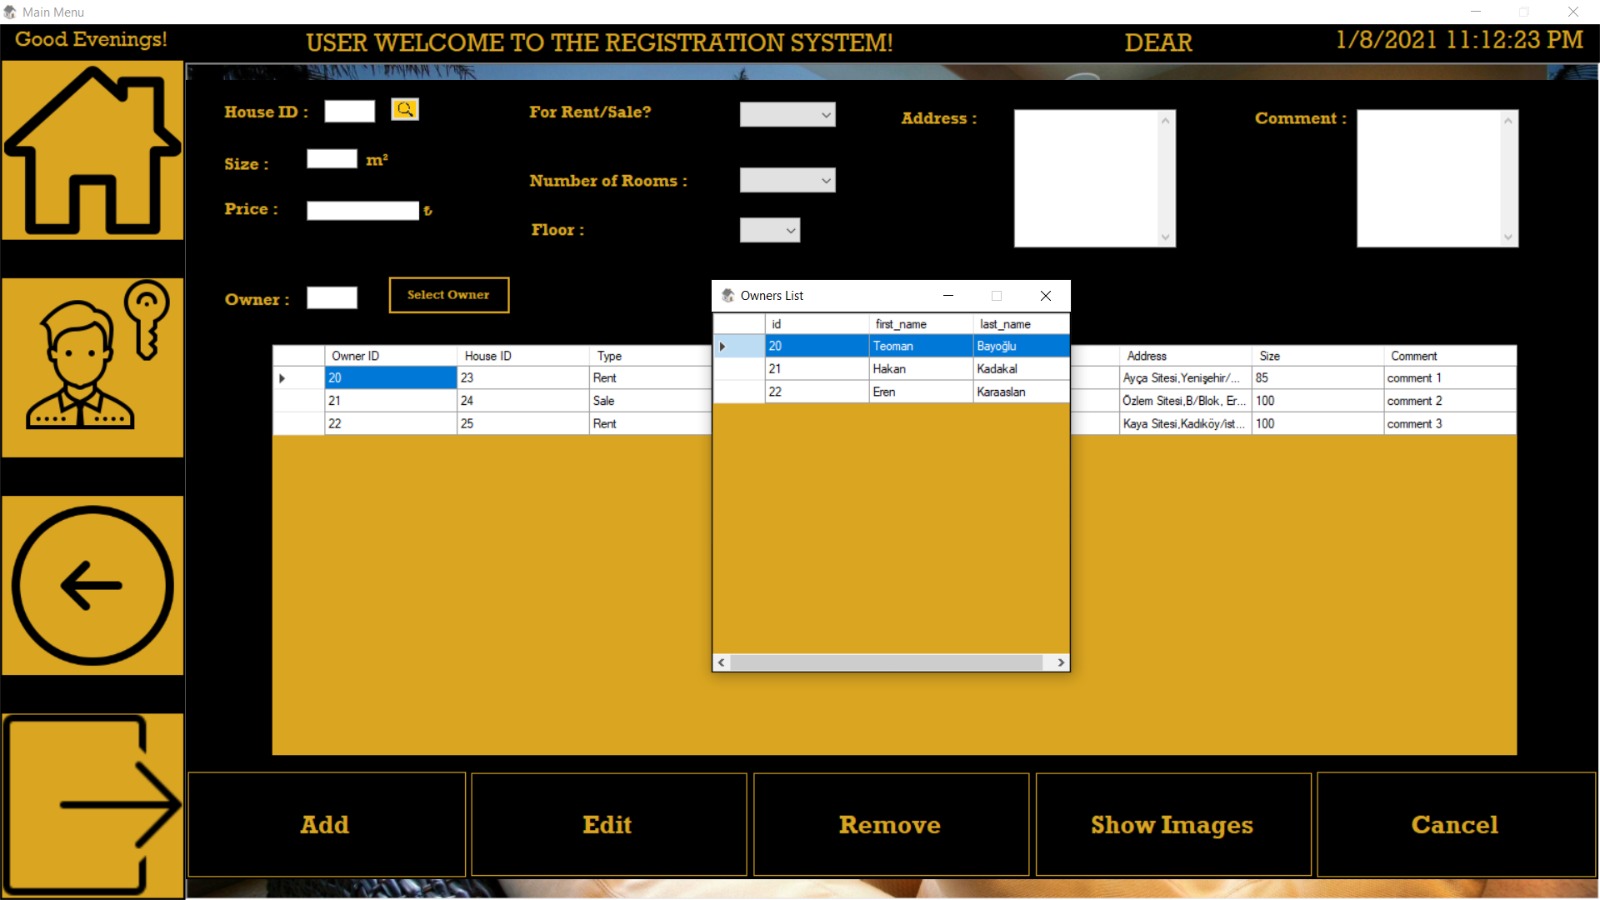 Main Menu
Good Evenings!
USER WELCOME TO THE REGISTRATION SYSTEM!
DEAR
1/8/2021 11:12:23 PM
House ID :
For Rent/Sale?
Address :
Comment :
Size :
m²
Number of Rooms :
Price :
₺
Floor :
Owner :
Select Owner
Owners List
id first_name last_name
20 Teoman Bayoğlu
21 Hakan Kadakal
22 Eren Karaaslan
Owner ID House ID Type Address Size Comment
20 23 Rent Ayça Sitesi,Yenişehir/... 85 comment 1
21 24 Sale Özlem Sitesi,B/Blok, Er... 100 comment 2
22 25 Rent Kaya Sitesi,Kadıköy/ist... 100 comment 3
Add
Edit
Remove
Show Images
Cancel